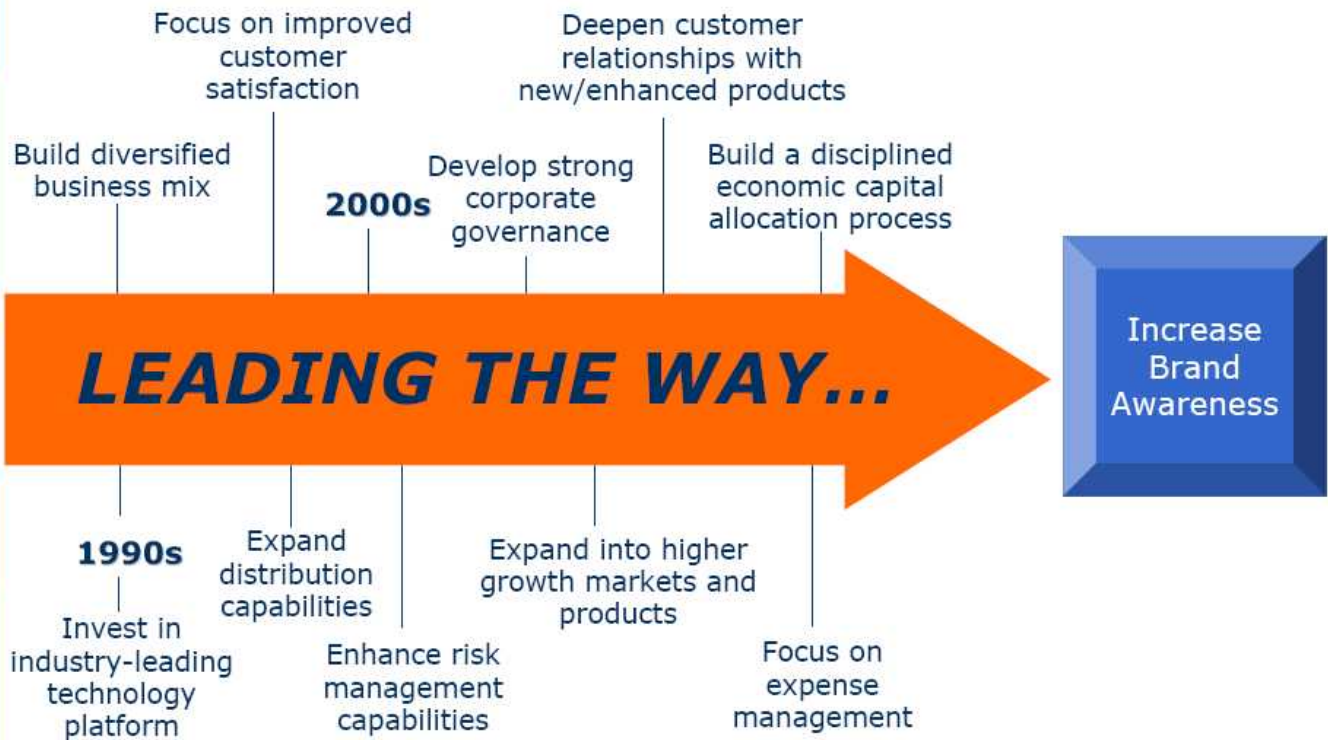 Focus on improved
customer
satisfaction
Deepen customer
relationships with
new/enhanced products
Build diversified
business mix
2000s
Develop strong
corporate
governance
Build a disciplined
economic capital
allocation process
LEADING THE WAY...
Increase
Brand
Awareness
1990s
Invest in
industry-leading
technology
platform
Expand
distribution
capabilities
Enhance risk
management
capabilities
Expand into higher
growth markets and
products
Focus on
expense
management